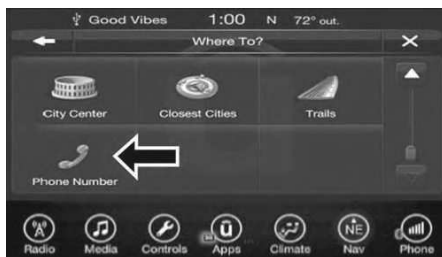 Good Vibes 1:00 N 72° out.
Where To?
City Center Closest Cities Trails
Phone Number
Radio Media Controls Apps Climate Nav Phone
û NE